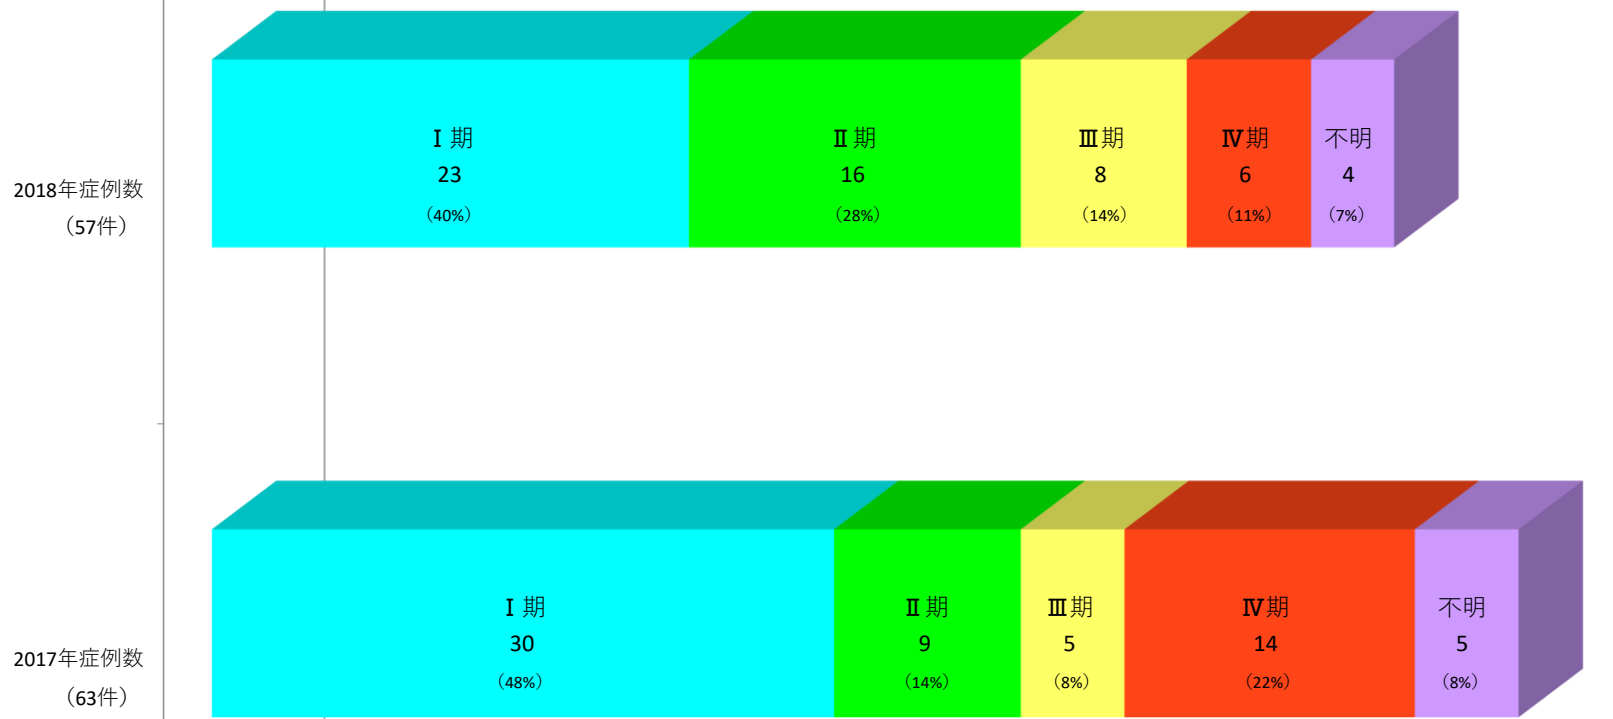 Ⅰ期
23
（40%）
Ⅱ期
16
（28%）
Ⅲ期
8
（14%）
Ⅳ期
6
（11%）
不明
4
（7%）
2018年症例数
（57件）
Ⅰ期
30
（48%）
Ⅱ期
9
（14%）
Ⅲ期
5
（8%）
Ⅳ期
14
（22%）
不明
5
（8%）
2017年症例数
（63件）